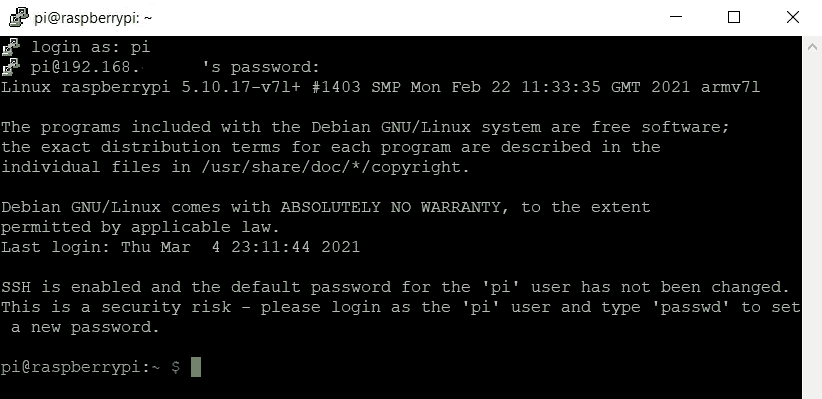 pi@raspberrypi: ~
login as: pi
pi@192.168. 's password:
Linux raspberrypi 5.10.17-v7l+ #1403 SMP Mon Feb 22 11:33:35 GMT 2021 armv7l
The programs included with the Debian GNU/Linux system are free software;
the exact distribution terms for each program are described in the
individual files in /usr/share/doc/*/copyright.
Debian GNU/Linux comes with ABSOLUTELY NO WARRANTY, to the extent
permitted by applicable law.
Last login: Thu Mar  4 23:11:44 2021
SSH is enabled and the default password for the 'pi' user has not been changed.
This is a security risk - please login as the 'pi' user and type 'passwd' to set
 a new password.
pi@raspberrypi:~ $